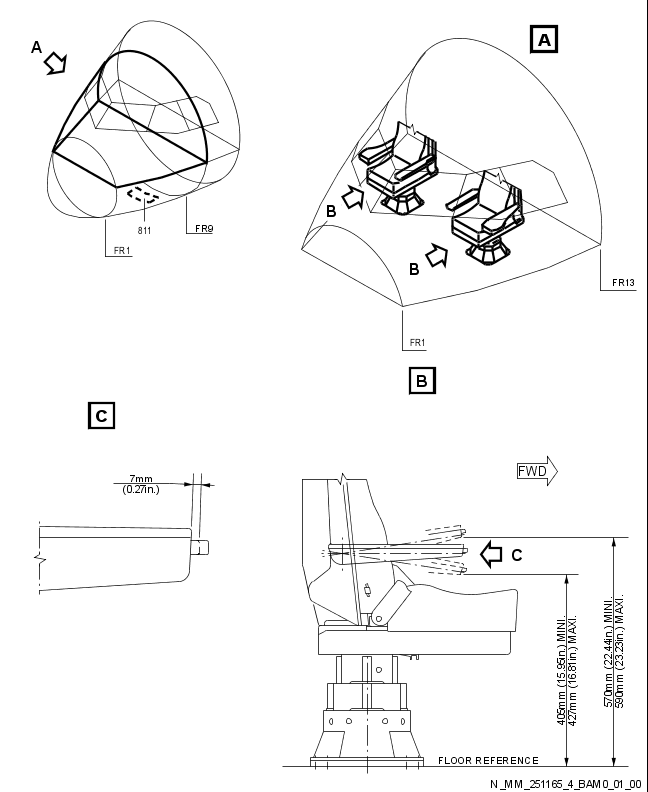 A
A
811
FR9
FR1
B
B
FR13
FR1
B
C
7mm
(0.27in.)
FWD
C
405mm (15.95in.) MINI.
427mm (16.81in.) MAXI.
570mm (22.44in.) MINI.
590mm (23.23in.) MAXI.
FLOOR REFERENCE
N_MM_251165_4_BAM0_01_00